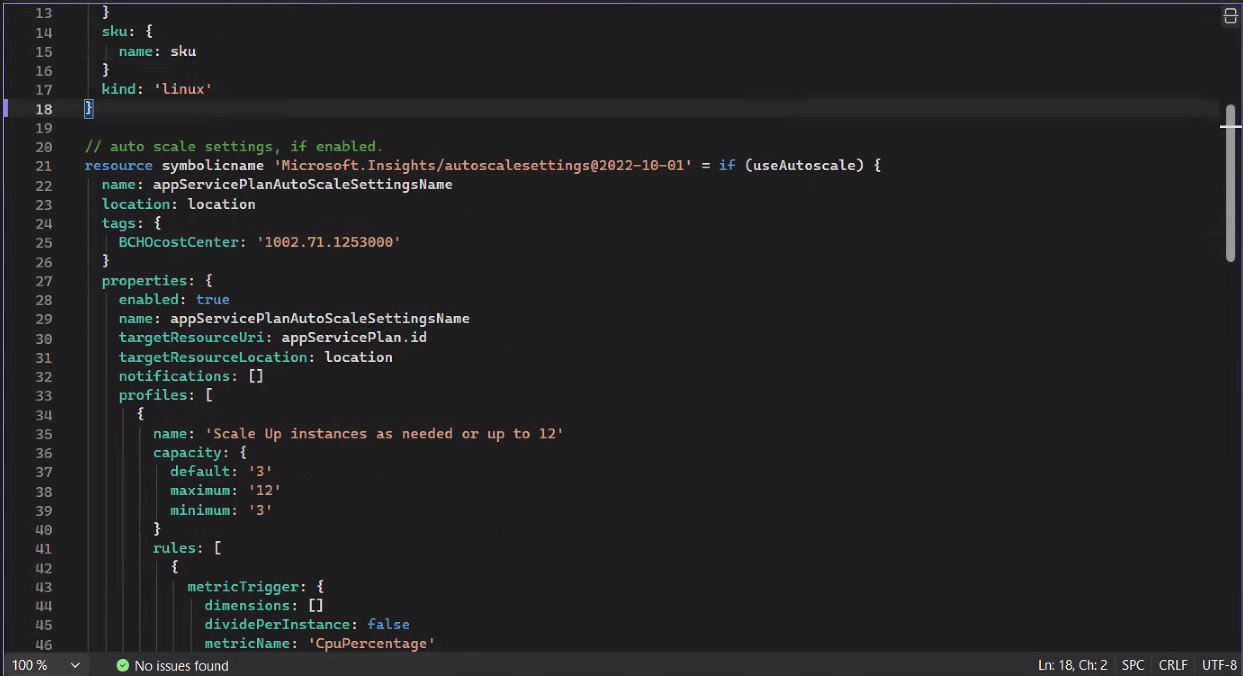 13 }
14 sku: {
15 name: sku
16 }
17 kind: 'linux'
18 }
19
20 // auto scale settings, if enabled.
21 resource symbolicname 'Microsoft.Insights/autoscalesettings@2022-10-01' = if (useAutoscale) {
22 name: appServicePlanAutoScaleSettingsName
23 location: location
24 tags: {
25 BCHOcostCenter: '1002.71.1253000'
26 }
27 properties: {
28 enabled: true
29 name: appServicePlanAutoScaleSettingsName
30 targetResourceUri: appServicePlan.id
31 targetResourceLocation: location
32 notifications: []
33 profiles: [
34 {
35 name: 'Scale Up instances as needed or up to 12'
36 capacity: {
37 default: '3'
38 maximum: '12'
39 minimum: '3'
40 }
41 rules: [
42 {
43 metricTrigger: {
44 dimensions: []
45 dividePerInstance: false
46 metricName: 'CpuPercentage'
100 % No issues found Ln: 18, Ch: 2 SPC CRLF UTF-8